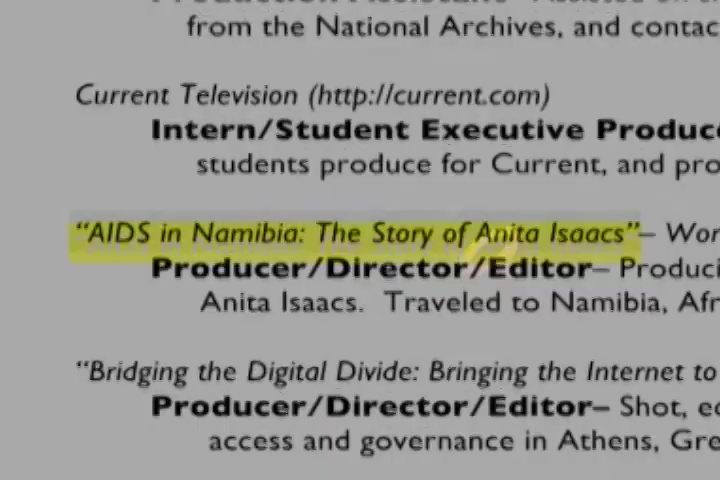 from the National Archives, and contac
Current Television (http://current.com)
Intern/Student Executive Produc
students produce for Current, and pro
“AIDS in Namibia: The Story of Anita Isaacs”– Wor
Producer/Director/Editor– Produci
Anita Isaacs. Traveled to Namibia, Afr
“Bridging the Digital Divide: Bringing the Internet to
Producer/Director/Editor– Shot, ed
access and governance in Athens, Gre